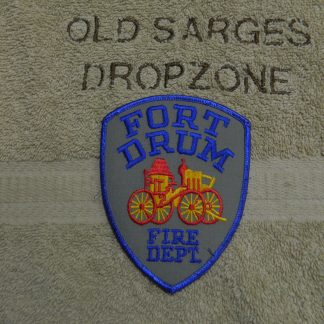 OLD SARGES
DROPZONE
FORT
DRUM
FIRE
DEPT.